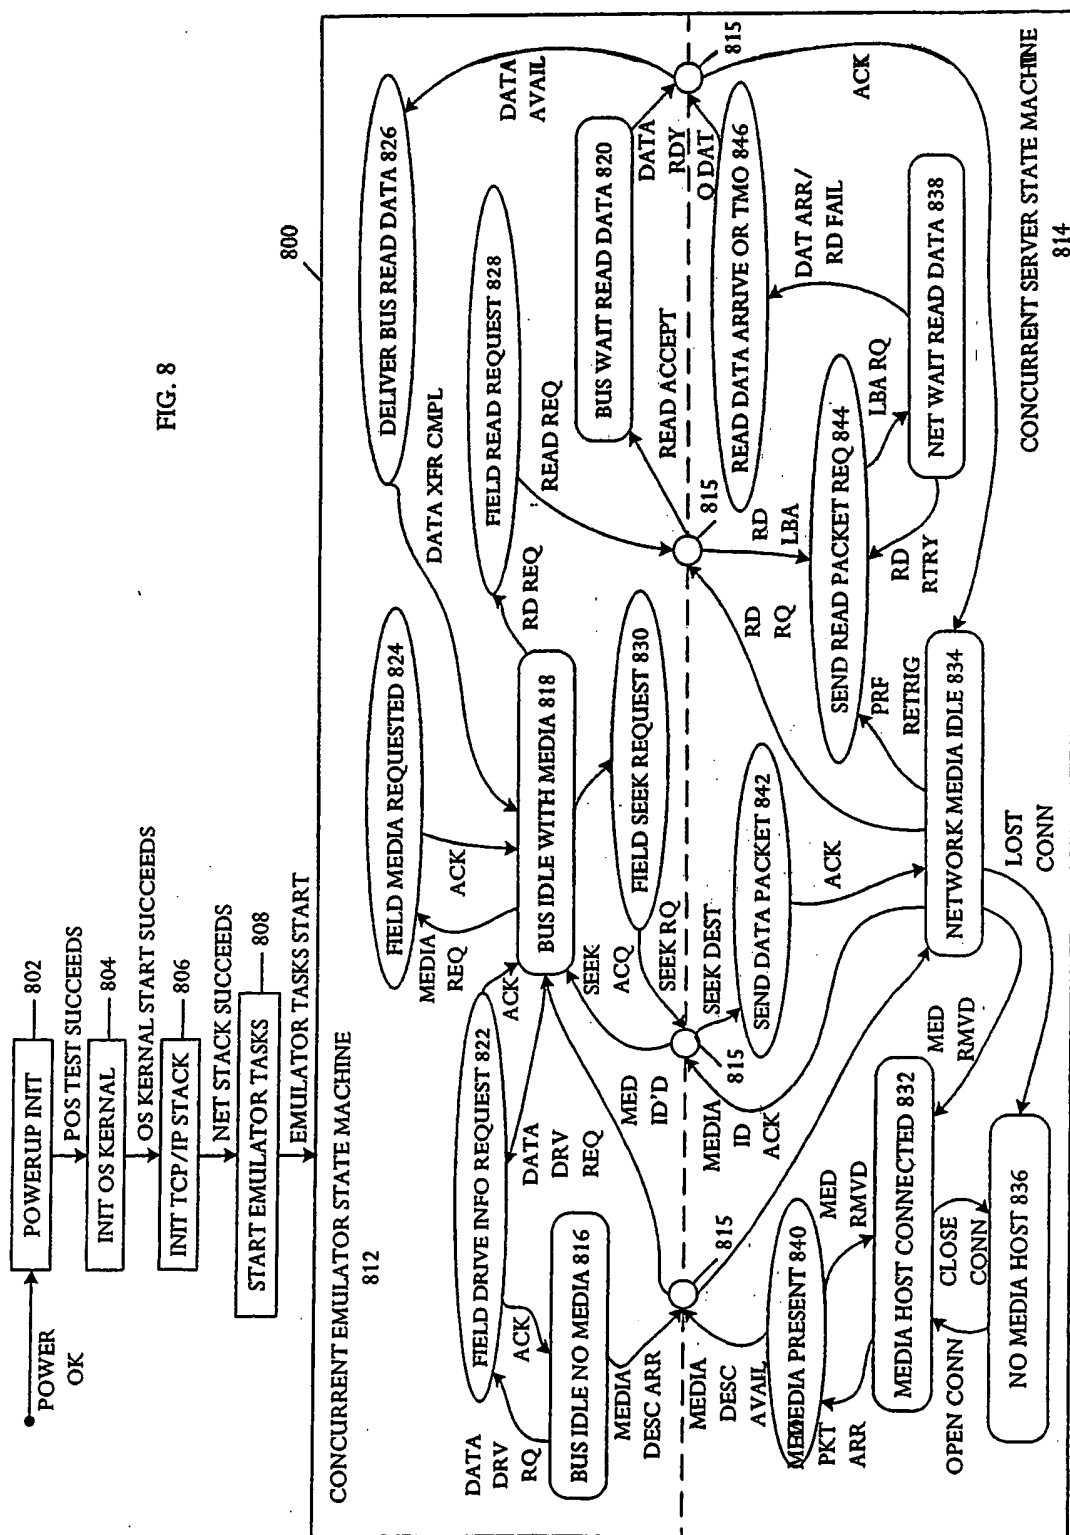 FIG. 8
POWER
OK
POWERUP INIT
802
POS TEST SUCCEEDS
INIT OS KERNAL
804
OS KERNAL START SUCCEEDS
INIT TCP/IP STACK
806
NET STACK SUCCEEDS
START EMULATOR TASKS
808
EMULATOR TASKS START
800
CONCURRENT EMULATOR STATE MACHINE
812
FIELD MEDIA REQUESTED 824
DELIVER BUS READ DATA 826
DATA XFR CMPL
DATA
AVAIL
FIELD DRIVE INFO REQUEST 822
MEDIA
REQ
ACK
ACK
RD REQ
FIELD READ REQUEST 828
READ REQ
DATA
DRV
RQ
ACK
DATA
DRV
REQ
BUS IDLE WITH MEDIA 818
BUS IDLE NO MEDIA 816
SEEK
ACQ
FIELD SEEK REQUEST 830
SEEK RQ
BUS WAIT READ DATA 820
READ ACCEPT
DATA
RDY
MEDIA
DESC ARR
MED
ID'D
815
815
815
815
MEDIA
DESC
AVAIL
MEDIA
ID
ACK
SEEK DEST
RD
RQ
RD
LBA
Q DAT
ACK
READ DATA ARRIVE OR TMO 846
SEND DATA PACKET 842
ACK
MEDIA PRESENT 840
MED
RMVD
PKT
ARR
SEND READ PACKET REQ 844
PRF
RETRIG
LBA RQ
DAT ARR/
RD FAIL
RD
RTRY
MEDIA HOST CONNECTED 832
MED
RMVD
NETWORK MEDIA IDLE 834
NET WAIT READ DATA 838
OPEN CONN
CLOSE
CONN
LOST
CONN
NO MEDIA HOST 836
CONCURRENT SERVER STATE MACHINE
814